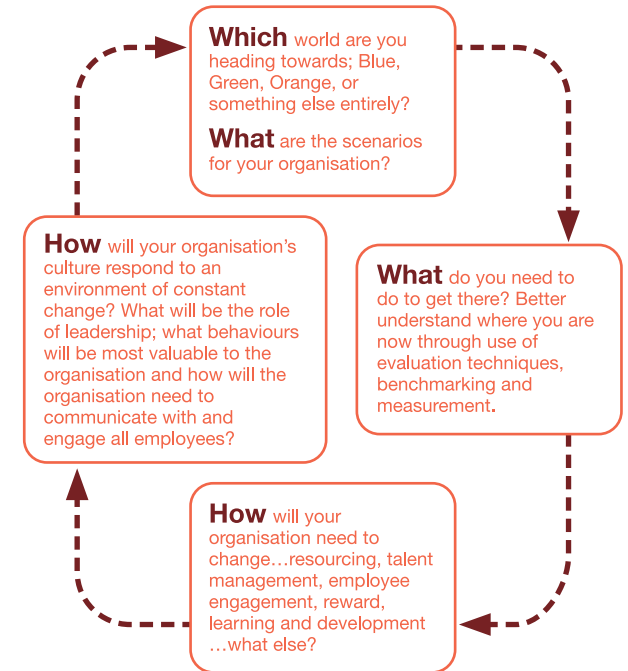 Which world are you
heading towards; Blue,
Green, Orange, or
something else entirely?
What are the scenarios
for your organisation?
What do you need to
do to get there? Better
understand where you are
now through use of
evaluation techniques,
benchmarking and
measurement.
How will your
organisation need to
change…resourcing, talent
management, employee
engagement, reward,
learning and development
…what else?
How will your organisation’s
culture respond to an
environment of constant
change? What will be the role
of leadership; what behaviours
will be most valuable to the
organisation and how will the
organisation need to
communicate with and
engage all employees?